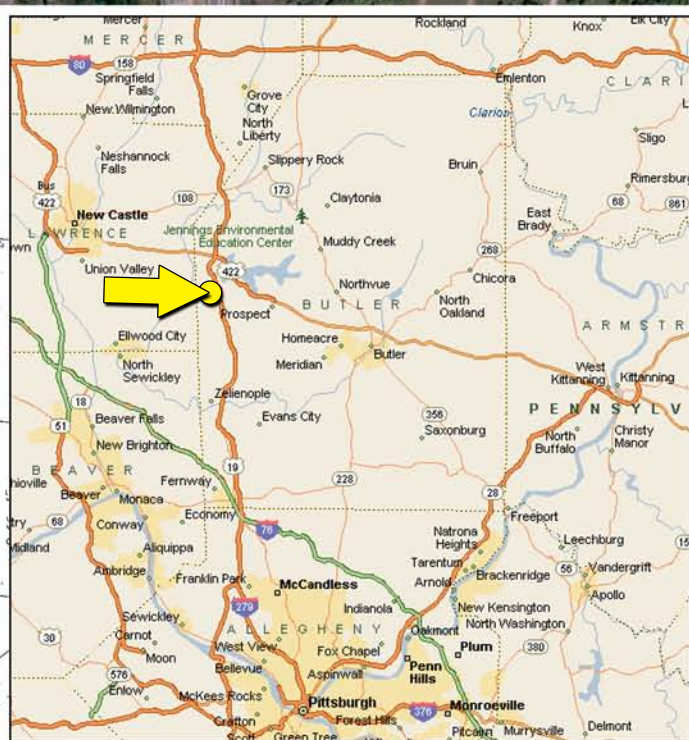 Mercer
MERCER
Rockland
Knox
Elk City
80
158
Emlenton
CLARI
Springfield
Falls
Grove
City
New Wilmington
North
Liberty
Clarion
Sligo
Neshannock
Falls
Slippery Rock
Bruin
Rimersburg
Bus
422
108
173
Claytonia
68
861
New Castle
East
Brady
LAWRENCE
Jennings Environmental
Education Center
Muddy Creek
268
own
Union Valley
422
Chicora
Northvue
BUTLER
North
Oakland
Prospect
ARMSTR
Ellwood City
Homeacre
Butler
North
Sewickley
Meridian
West
Kittanning
Kittanning
Zelienople
PENNSYLV
18
Beaver Falls
Evans City
356
51
Saxonburg
North
Buffalo
Christy
Manor
New Brighton
BEAVER
19
228
Fernway
hioville
Beaver
Monaca
28
Economy
Freeport
try
68
Conway
76
Midland
Natrona
Heights
Leechburg
15
Aliquippa
Tarentum
56
Vandergrift
Ambridge
Franklin Park
McCandless
Arnold
Brackenridge
Apollo
279
Indianola
New Kensington
Sewickley
ALLEGHENY
North Washington
30
Carnot
West View
Oakmont
380
Moon
Fox Chapel
Plum
Bellevue
Aspinwall
Penn
Hills
576
Enlow
McKees Rocks
Pittsburgh
Monroeville
376
Crafton
Forest Hills
Delmont
Scott
Green Tree
Pitcairn
Murrysville